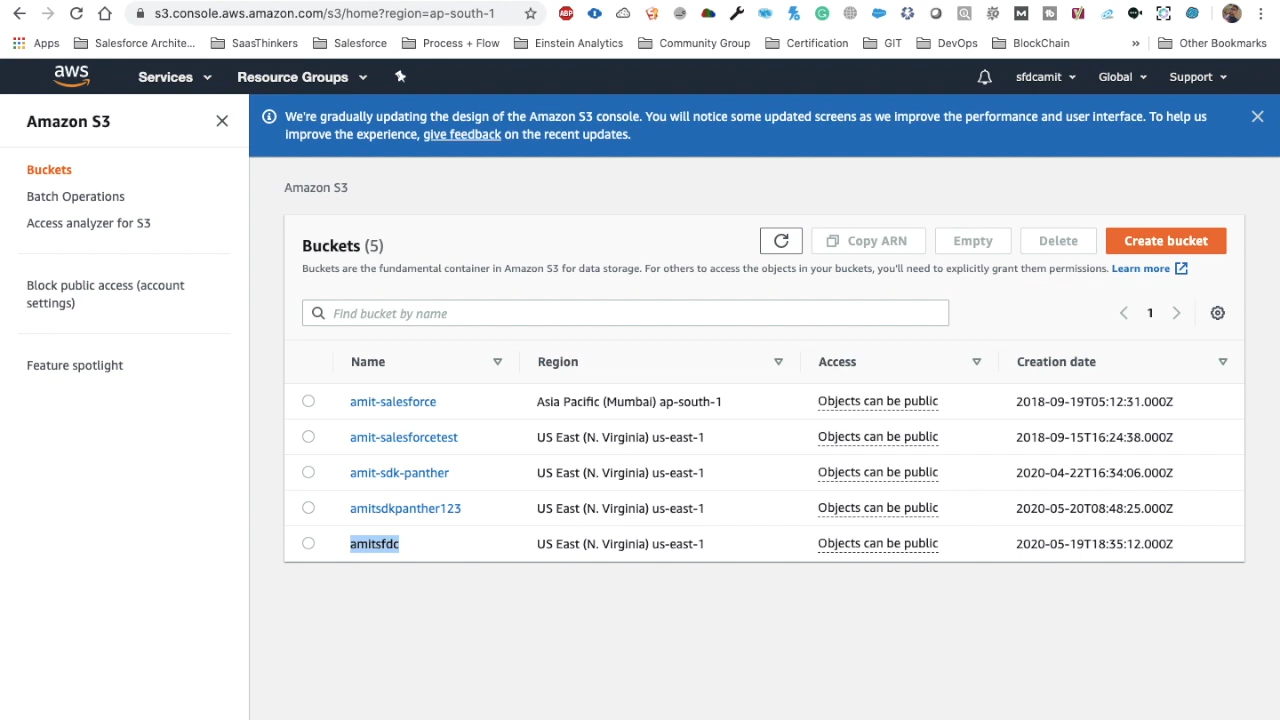 s3.console.aws.amazon.com/s3/home?region=ap-south-1
ABP
Apps Salesforce Archite... SaasThinkers Salesforce Process + Flow Einstein Analytics Community Group Certification GIT DevOps BlockChain » Other Bookmarks
aws Services Resource Groups sfdcamit Global Support
Amazon S3
We're gradually updating the design of the Amazon S3 console. You will notice some updated screens as we improve the performance and user interface. To help us
improve the experience, give feedback on the recent updates.
Buckets
Batch Operations
Access analyzer for S3
Block public access (account
settings)
Feature spotlight
Amazon S3
Buckets (5) Copy ARN Empty Delete Create bucket
Buckets are the fundamental container in Amazon S3 for data storage. For others to access the objects in your buckets, you'll need to explicitly grant them permissions. Learn more
Find bucket by name 1
Name Region Access Creation date
amit-salesforce Asia Pacific (Mumbai) ap-south-1 Objects can be public 2018-09-19T05:12:31.000Z
amit-salesforcetest US East (N. Virginia) us-east-1 Objects can be public 2018-09-15T16:24:38.000Z
amit-sdk-panther US East (N. Virginia) us-east-1 Objects can be public 2020-04-22T16:34:06.000Z
amitsdkpanther123 US East (N. Virginia) us-east-1 Objects can be public 2020-05-20T08:48:25.000Z
amitsfdc US East (N. Virginia) us-east-1 Objects can be public 2020-05-19T18:35:12.000Z